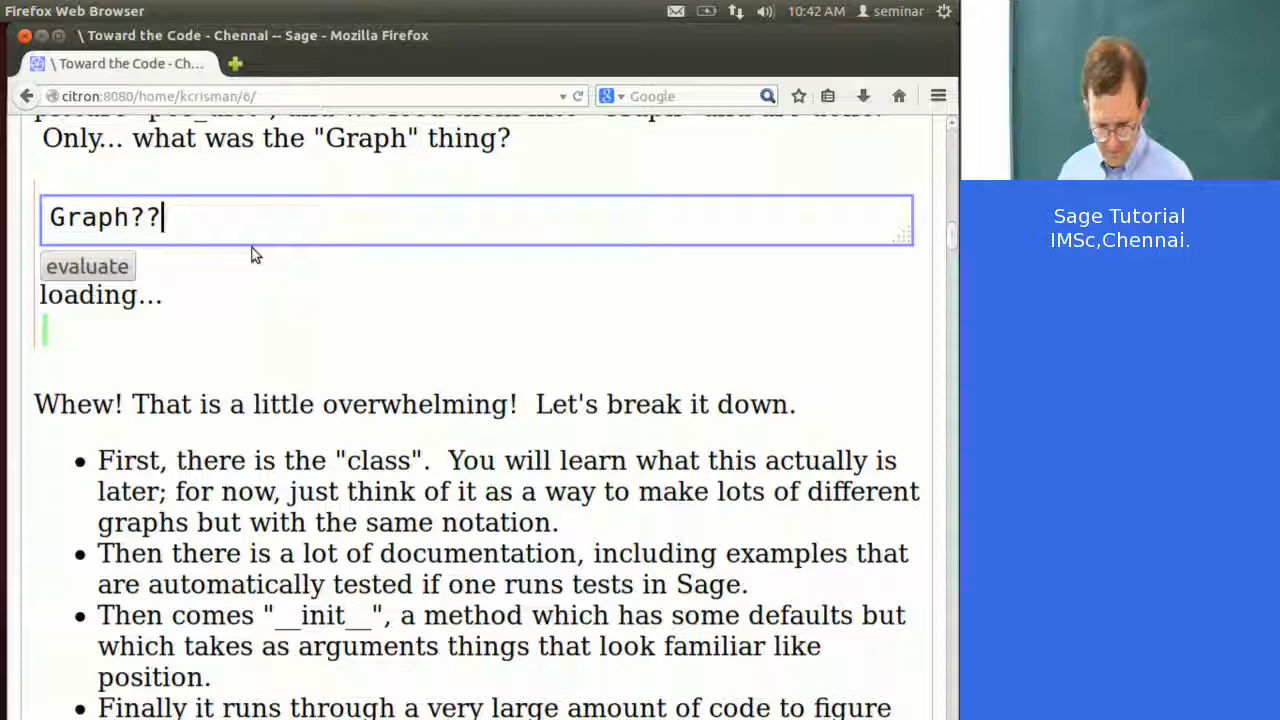 Firefox Web Browser
10:42 AM seminar
\ Toward the Code - Chennai -- Sage - Mozilla Firefox
\ Toward the Code - Ch...
citron:8080/home/kcrisman/6/
Google
Only... what was the "Graph" thing?
Graph??
evaluate
loading...
Whew! That is a little overwhelming! Let's break it down.
First, there is the "class". You will learn what this actually is
later; for now, just think of it as a way to make lots of different
graphs but with the same notation.
Then there is a lot of documentation, including examples that
are automatically tested if one runs tests in Sage.
Then comes "__init__", a method which has some defaults but
which takes as arguments things that look familiar like
position.
Finally it runs through a very large amount of code to figure
Sage Tutorial
IMSc,Chennai.